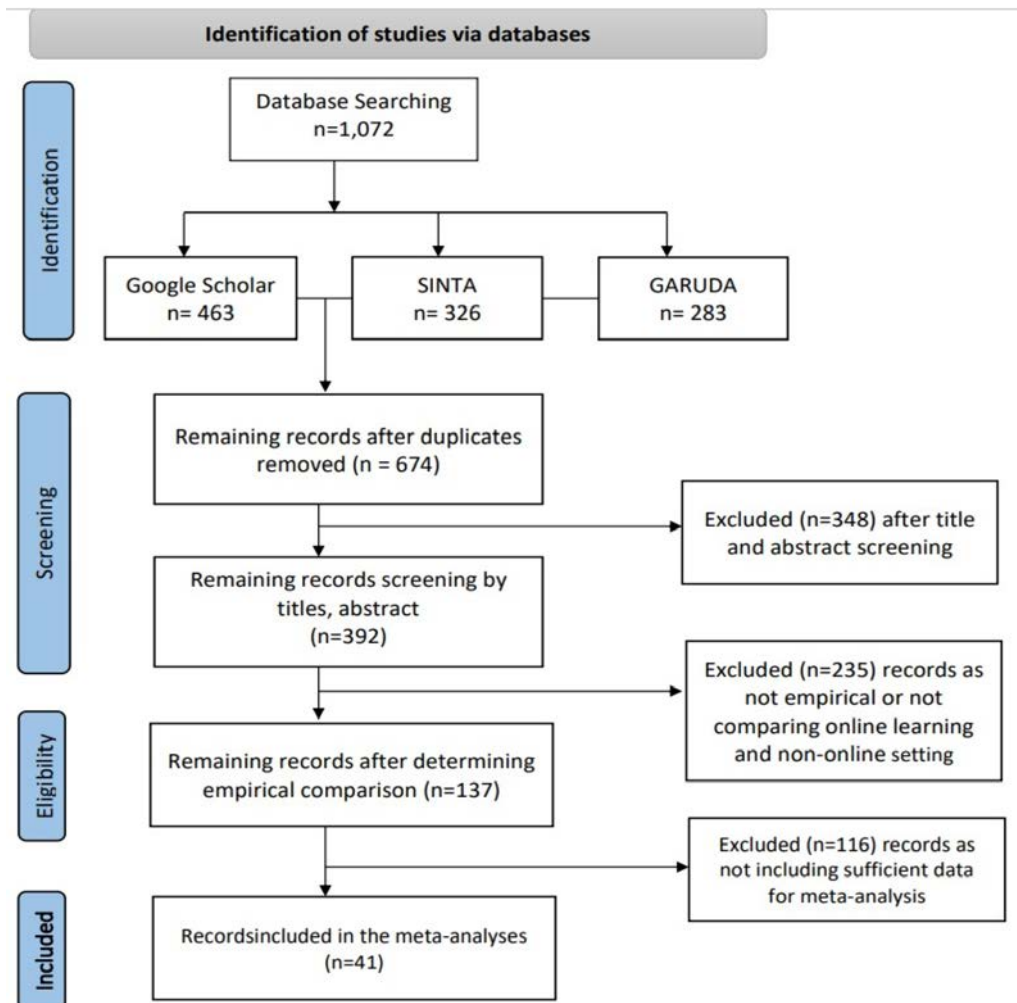 Identification of studies via databases
Identification
Database Searching
n=1,072
Google Scholar
n= 463
SINTA
n= 326
GARUDA
n= 283
Screening
Remaining records after duplicates
removed (n = 674)
Excluded (n=348) after title
and abstract screening
Remaining records screening by
titles, abstract
(n=392)
Excluded (n=235) records as
not empirical or not
comparing online learning
and non-online setting
Eligibility
Remaining records after determining
empirical comparison (n=137)
Excluded (n=116) records as
not including sufficient data
for meta-analysis
Included
Recordsincluded in the meta-analyses
(n=41)